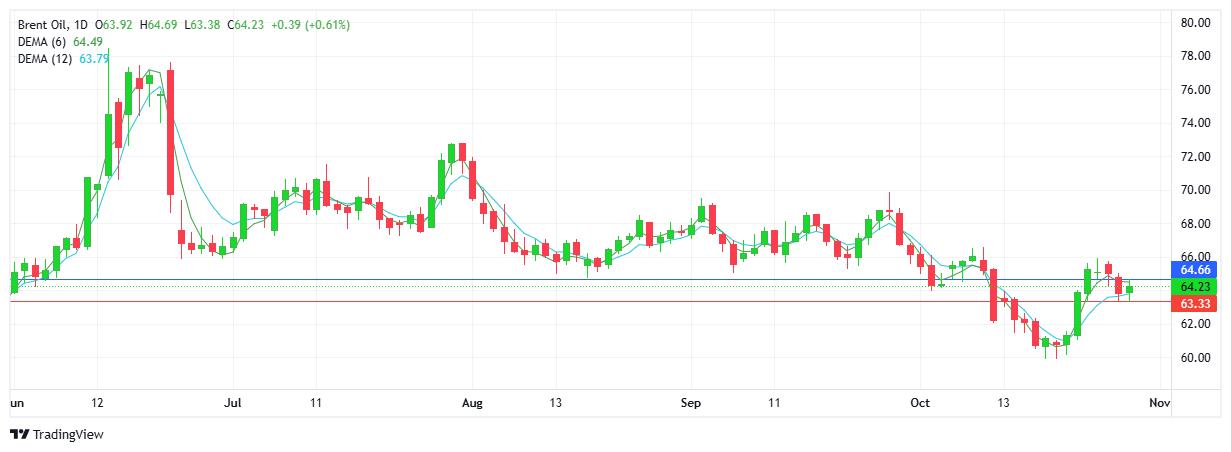 Brent Oil, 1D O63.92 H64.69 L63.38 C64.23 +0.39 (+0.61%)
DEMA (6) 64.49
DEMA (12) 63.79
80.00
78.00
76.00
74.00
72.00
70.00
68.00
66.00
64.66
64.23
63.33
62.00
60.00
un 12 Jul 11 Aug 13 Sep 11 Oct 13 Nov
TradingView